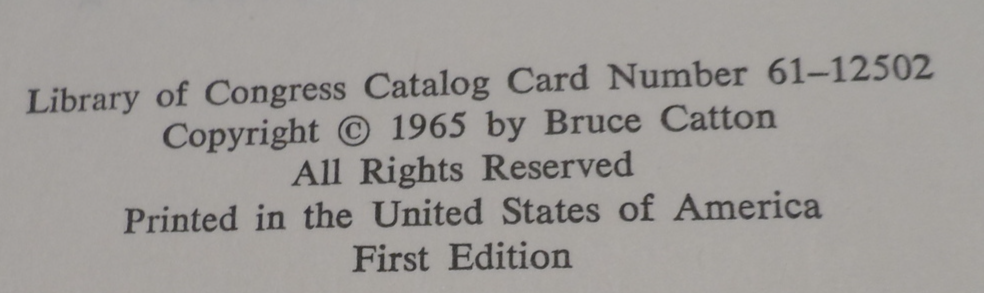 Library of Congress Catalog Card Number 61–12502
Copyright © 1965 by Bruce Catton
All Rights Reserved
Printed in the United States of America
First Edition